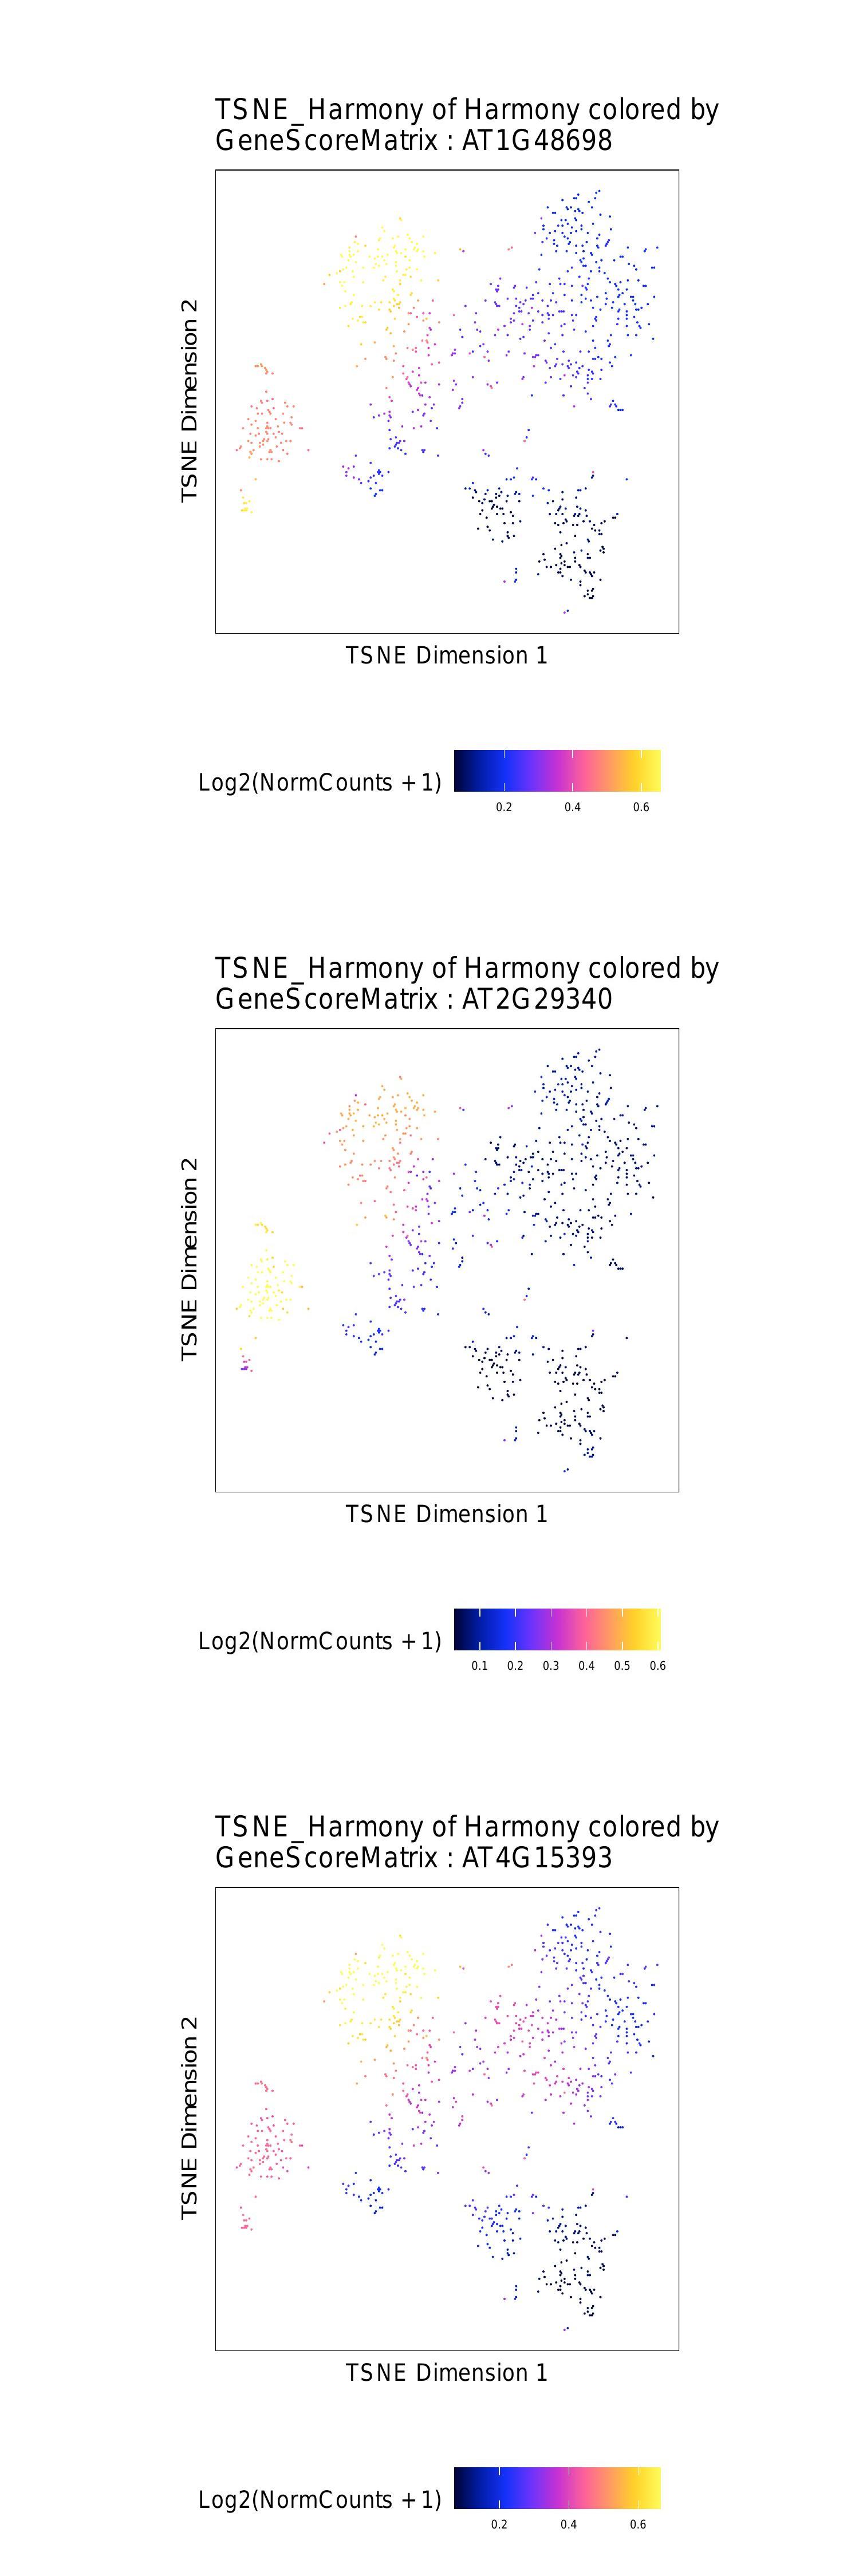 TSNE_Harmony of Harmony colored by
GeneScoreMatrix : AT1G48698
TSNE Dimension 2
TSNE Dimension 1
Log2(NormCounts + 1)
0.2 0.4 0.6
TSNE_Harmony of Harmony colored by
GeneScoreMatrix : AT2G29340
TSNE Dimension 2
TSNE Dimension 1
Log2(NormCounts + 1)
0.1 0.2 0.3 0.4 0.5 0.6
TSNE_Harmony of Harmony colored by
GeneScoreMatrix : AT4G15393
TSNE Dimension 2
TSNE Dimension 1
Log2(NormCounts + 1)
0.2 0.4 0.6